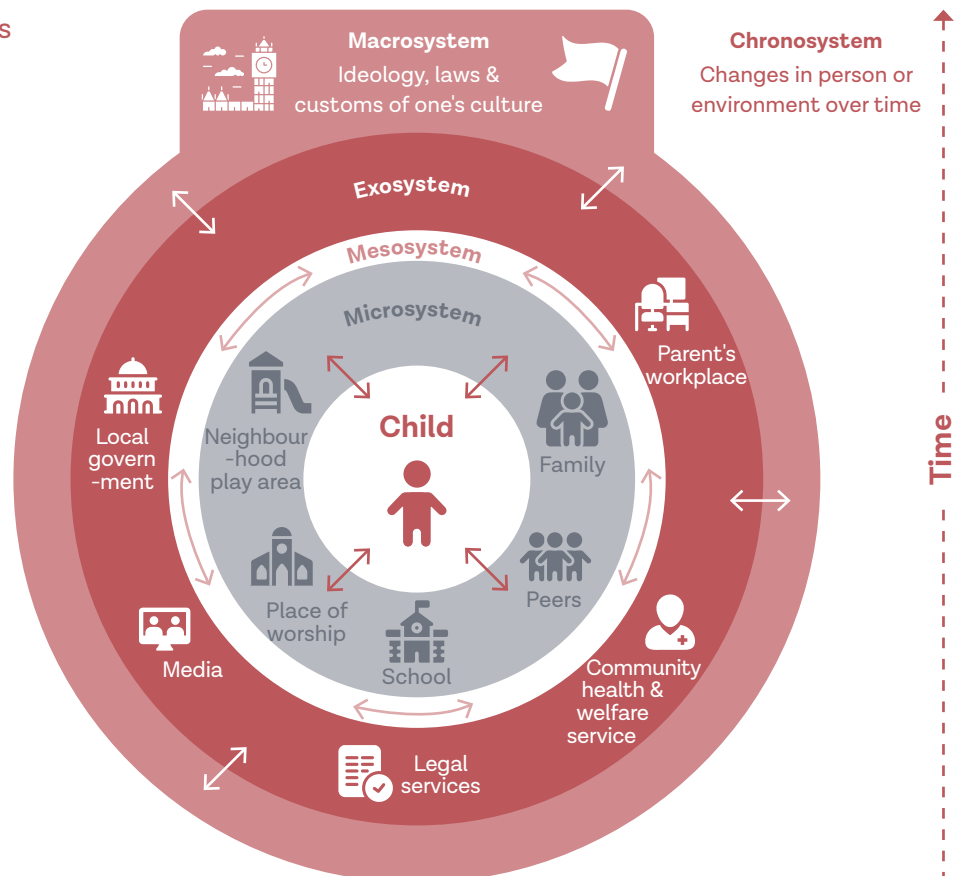 s
Macrosystem
Ideology, laws &
customs of one's culture
Chronosystem
Changes in person or
environment over time
Exosystem
Mesosystem
Microsystem
Parent's
workplace
Local
govern
-ment
Neighbour
-hood
play area
Child
Family
Time
Place of
worship
Peers
School
Media
Community
health &
welfare
service
Legal
services